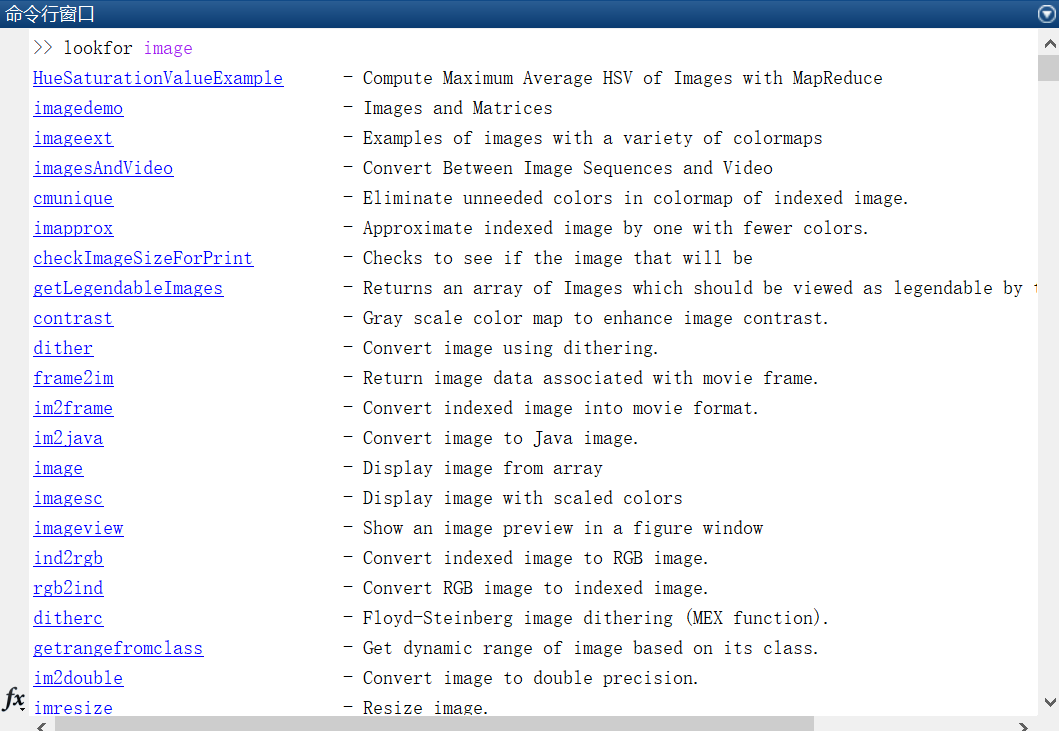 命令行窗口
>> lookfor image
HueSaturationValueExample - Compute Maximum Average HSV of Images with MapReduce
imagedemo - Images and Matrices
imageext - Examples of images with a variety of colormaps
imagesAndVideo - Convert Between Image Sequences and Video
cmunique - Eliminate unneeded colors in colormap of indexed image.
imapprox - Approximate indexed image by one with fewer colors.
checkImageSizeForPrint - Checks to see if the image that will be
getLegendableImages - Returns an array of Images which should be viewed as legendable by
contrast - Gray scale color map to enhance image contrast.
dither - Convert image using dithering.
frame2im - Return image data associated with movie frame.
im2frame - Convert indexed image into movie format.
im2java - Convert image to Java image.
image - Display image from array
imagesc - Display image with scaled colors
imageview - Show an image preview in a figure window
ind2rgb - Convert indexed image to RGB image.
rgb2ind - Convert RGB image to indexed image.
ditherc - Floyd-Steinberg image dithering (MEX function).
getrangefromclass - Get dynamic range of image based on its class.
im2double - Convert image to double precision.
fx imresize - Resize image.